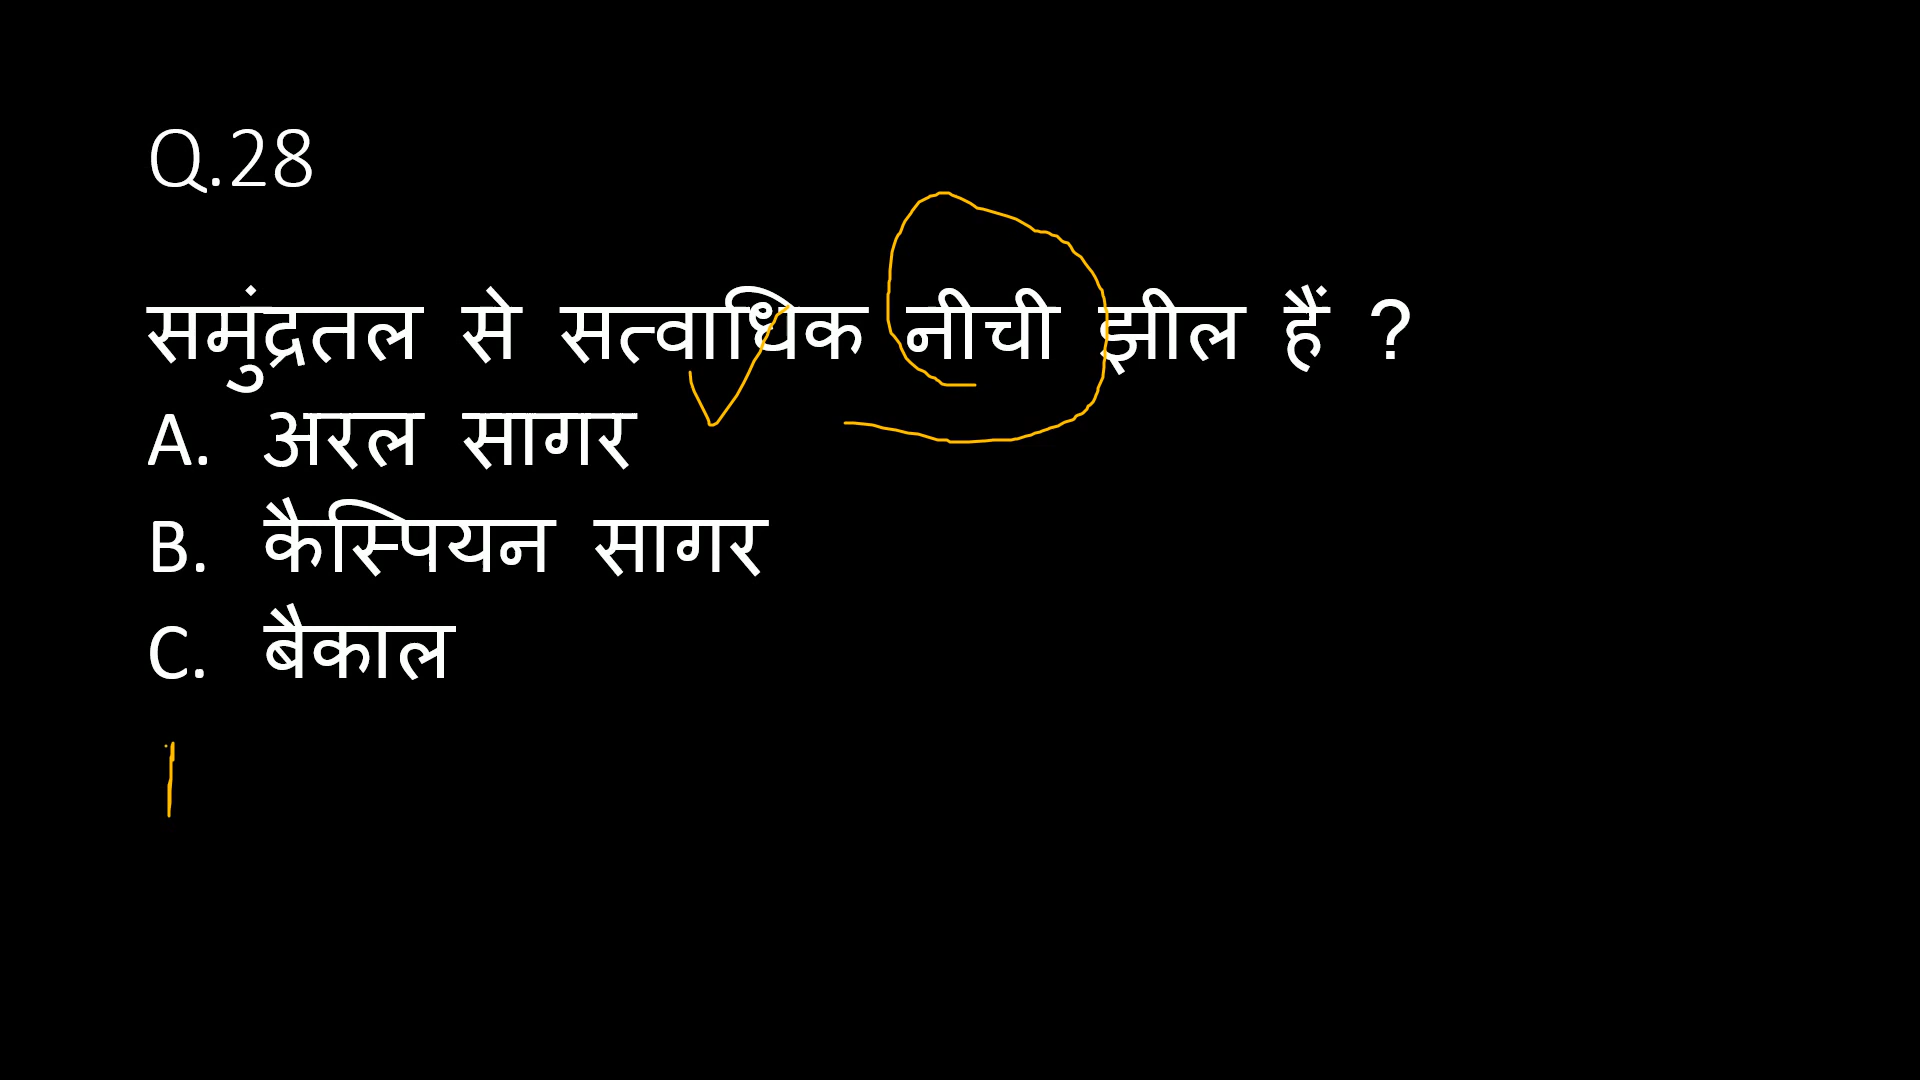 Q.28
समुंद्रतल से सत्वाधिक नीची झील हैं ?
A. अरल सागर
B. कैस्पियन सागर
C. बैकाल